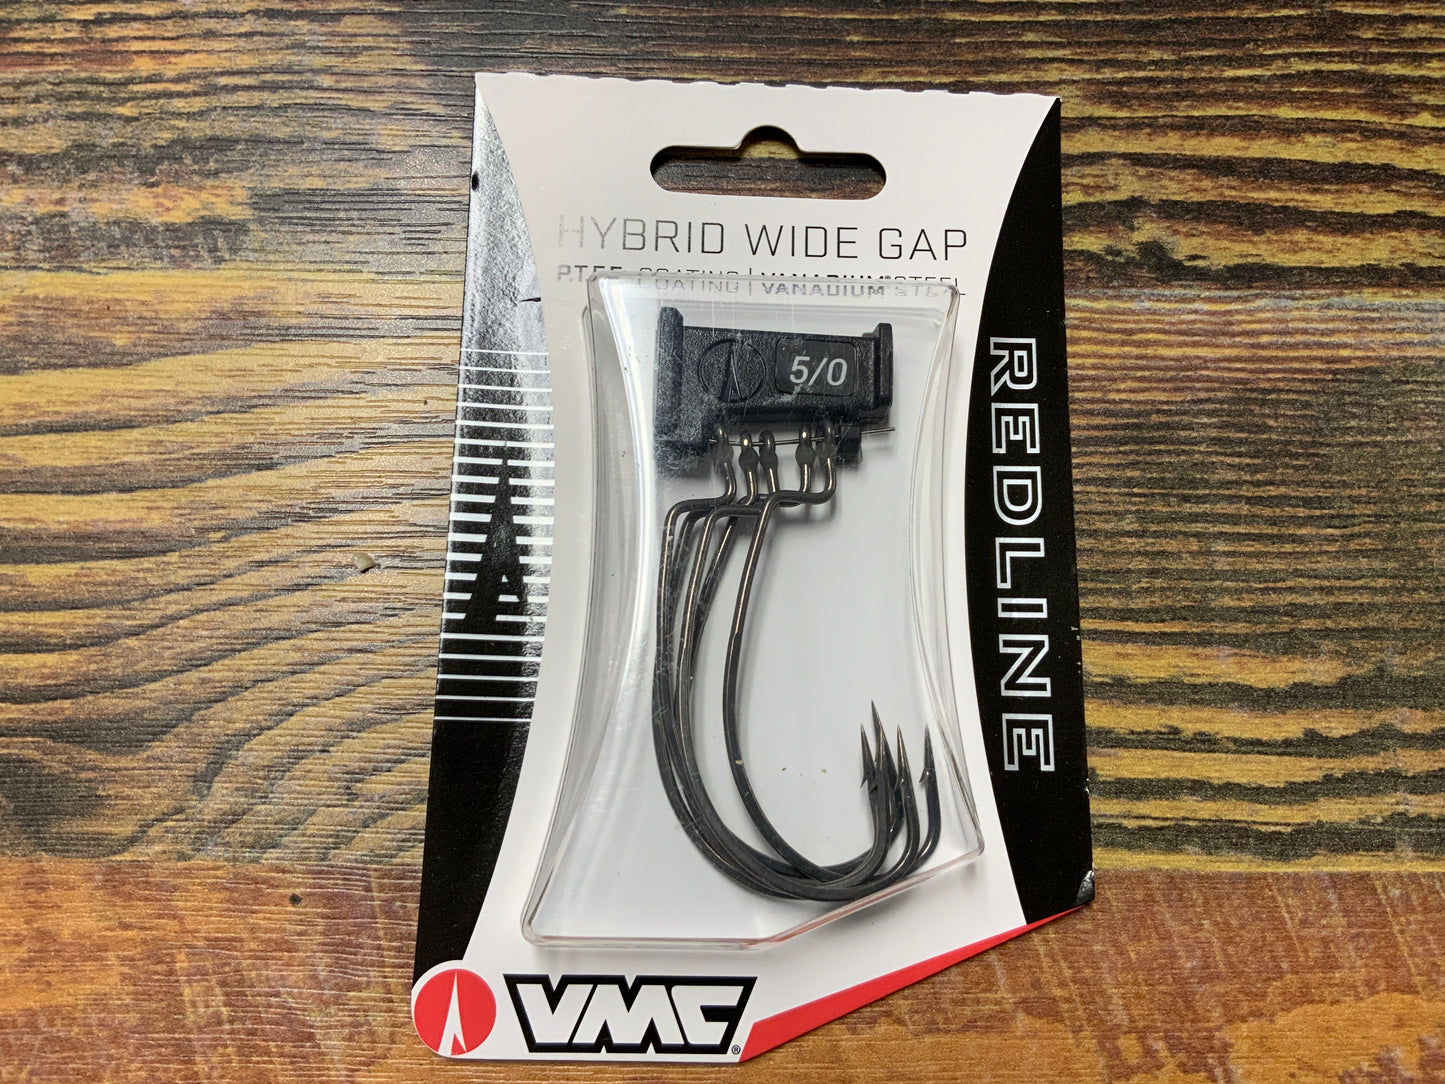 HYBRID WIDE GAP
P.T.F.E. COATING | VANADIUM® STEEL
5/0
REDLINE
VMC®